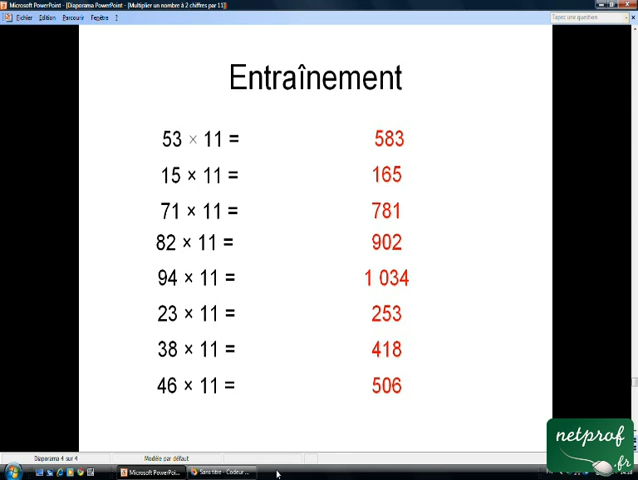 Microsoft PowerPoint - [Diaporama PowerPoint - [Multiplier un nombre à 2 chiffres par 11]]
Fichier Edition Parcourir Fenêtre ?
Tapez une question
Entraînement
53 × 11 = 583
15 × 11 = 165
71 × 11 = 781
82 × 11 = 902
94 × 11 = 1 034
23 × 11 = 253
38 × 11 = 418
46 × 11 = 506
Diaporama 4 sur 4 Modèle par défaut
Microsoft PowerPoi... Sans titre - Codeur ...
netprof
.fr